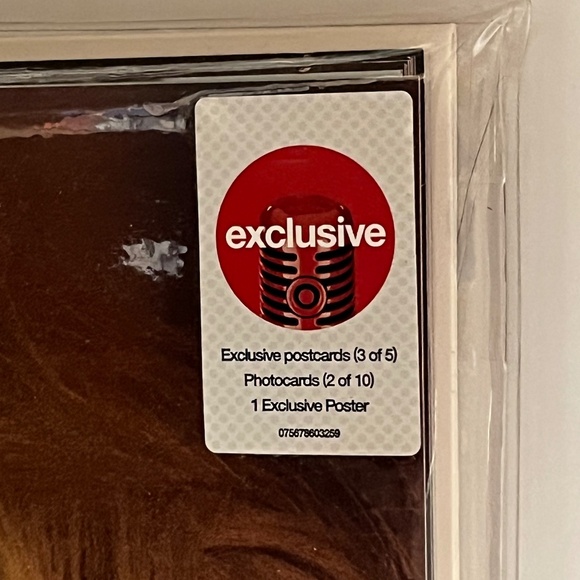 exclusive
Exclusive postcards (3 of 5)
Photocards (2 of 10)
1 Exclusive Poster
075678603259